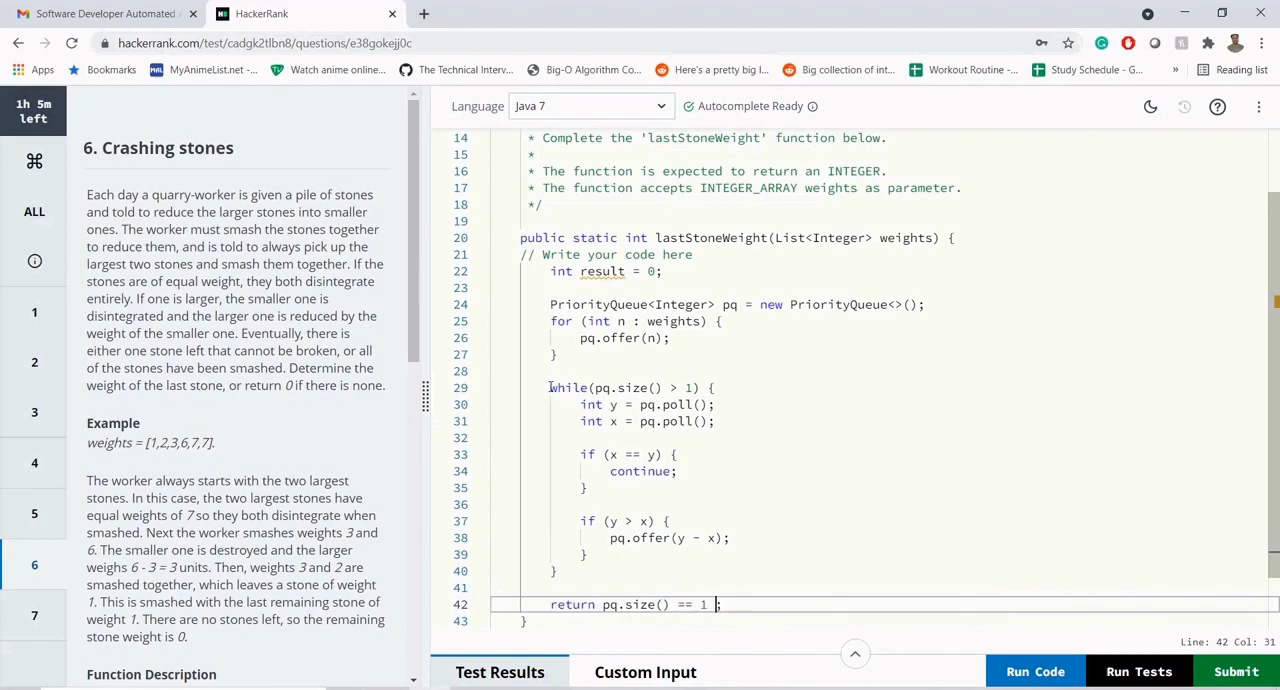 Software Developer Automated
HackerRank
hackerrank.com/test/cadgk2tlbn8/questions/e38gokejj0c
Apps
Bookmarks
MAL
MyAnimeList.net -...
Watch anime online...
The Technical Interv...
Big-O Algorithm Co...
Here's a pretty big l...
Big collection of int...
Workout Routine -...
Study Schedule - G...
»
Reading list
1h 5m
left
ALL
1
2
3
4
5
6
7
6. Crashing stones
Each day a quarry-worker is given a pile of stones
and told to reduce the larger stones into smaller
ones. The worker must smash the stones together
to reduce them, and is told to always pick up the
largest two stones and smash them together. If the
stones are of equal weight, they both disintegrate
entirely. If one is larger, the smaller one is
disintegrated and the larger one is reduced by the
weight of the smaller one. Eventually, there is
either one stone left that cannot be broken, or all
of the stones have been smashed. Determine the
weight of the last stone, or return 0 if there is none.
Example
weights = [1,2,3,6,7,7].
The worker always starts with the two largest
stones. In this case, the two largest stones have
equal weights of 7 so they both disintegrate when
smashed. Next the worker smashes weights 3 and
6. The smaller one is destroyed and the larger
weighs 6 - 3 = 3 units. Then, weights 3 and 2 are
smashed together, which leaves a stone of weight
1. This is smashed with the last remaining stone of
weight 1. There are no stones left, so the remaining
stone weight is 0.
Function Description
Language
Java 7
Autocomplete Ready
14 * Complete the 'lastStoneWeight' function below.
15 *
16 * The function is expected to return an INTEGER.
17 * The function accepts INTEGER_ARRAY weights as parameter.
18 */
19
20 public static int lastStoneWeight(List<Integer> weights) {
21 // Write your code here
22 int result = 0;
23
24 PriorityQueue<Integer> pq = new PriorityQueue<>();
25 for (int n : weights) {
26 pq.offer(n);
27 }
28
29 while(pq.size() > 1) {
30 int y = pq.poll();
31 int x = pq.poll();
32
33 if (x == y) {
34 continue;
35 }
36
37 if (y > x) {
38 pq.offer(y - x);
39 }
40 }
41
42 return pq.size() == 1 ;
43 }
Line: 42 Col: 31
Test Results
Custom Input
Run Code
Run Tests
Submit